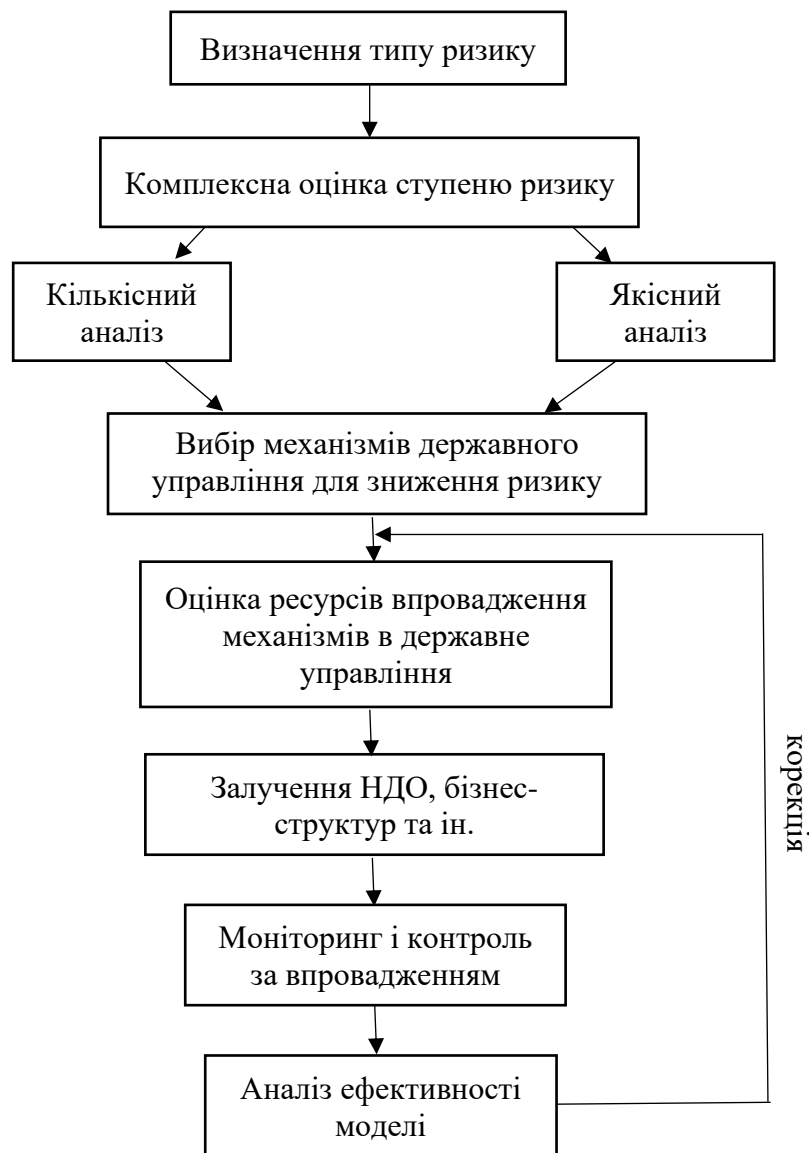 Визначення типу ризику
Комплексна оцінка ступеню ризику
Кількісний
аналіз
Якісний
аналіз
Вибір механізмів державного
управління для зниження ризику
Оцінка ресурсів впровадження
механізмів в державне
управління
Залучення НДО, бізнес-
структур та ін.
Моніторинг і контроль
за впровадженням
Аналіз ефективності
моделі
корекція